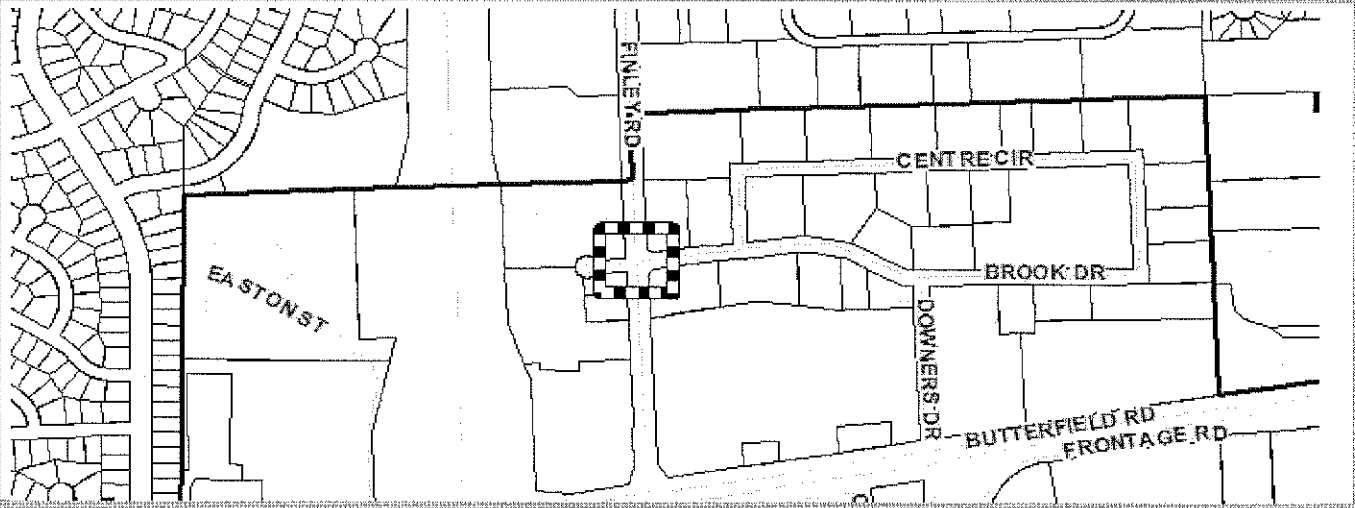 FINLEY RD
CENTRE CIR
EASTON ST
BROOK DR
DOWNERS DR
BUTTERFIELD RD
FRONTAGE RD